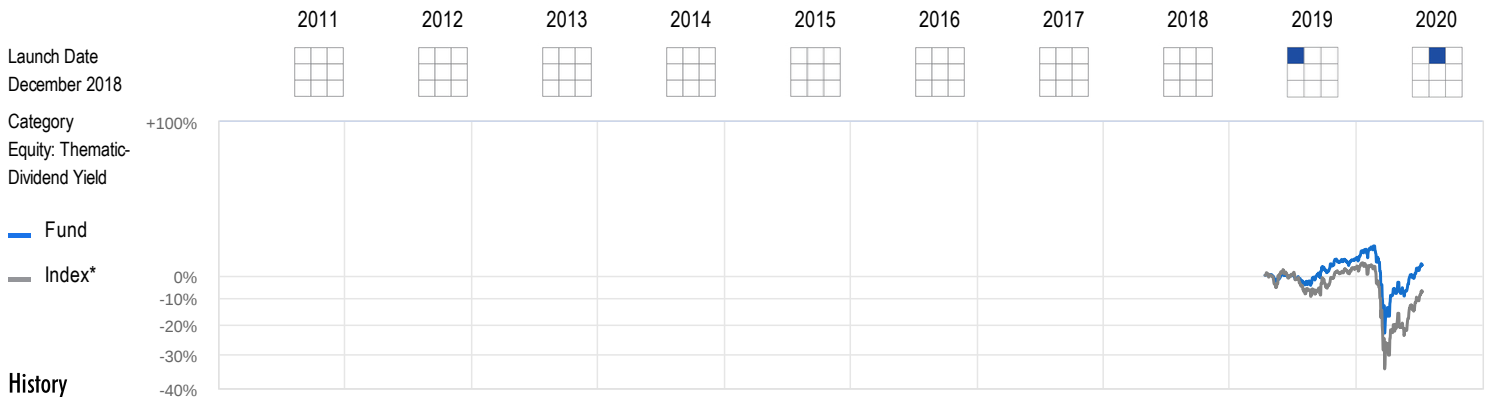 2011 2012 2013 2014 2015 2016 2017 2018 2019 2020
Launch Date
December 2018
Category
Equity: Thematic-
Dividend Yield
+100%
Fund
Index*
0%
-10%
-20%
-30%
-40%
History